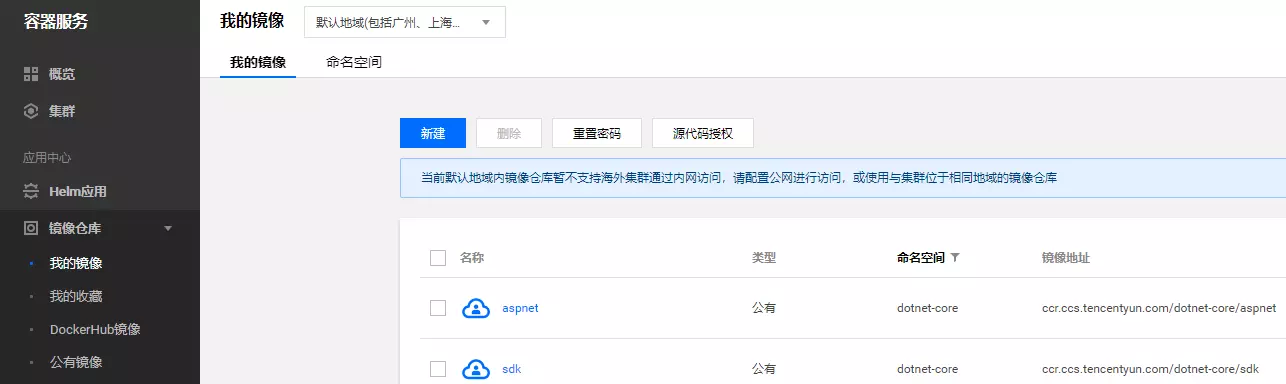 容器服务
概览
集群
应用中心
Helm应用
镜像仓库
我的镜像
我的收藏
DockerHub镜像
公有镜像
我的镜像 默认地域(包括广州、上海...
我的镜像 命名空间
新建 删除 重置密码 源代码授权
当前默认地域内镜像仓库暂不支持海外集群通过内网访问，请配置公网进行访问，或使用与集群位于相同地域的镜像仓库
名称 类型 命名空间 镜像地址
aspnet 公有 dotnet-core ccr.ccs.tencentyun.com/dotnet-core/aspnet
sdk 公有 dotnet-core ccr.ccs.tencentyun.com/dotnet-core/sdk